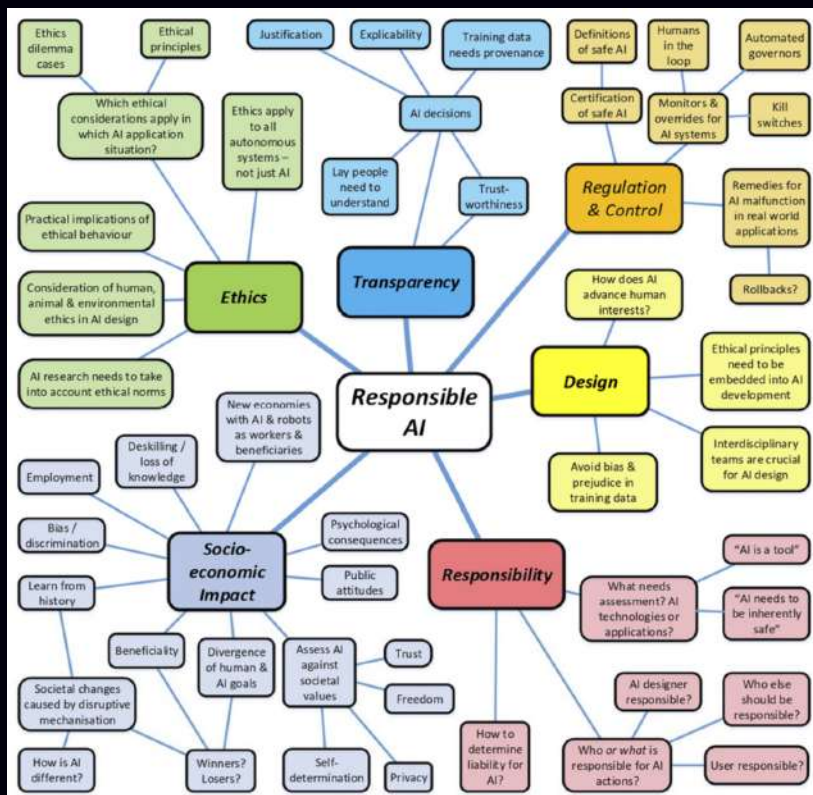 Ethics
dilemma
cases
Ethical
principles
Which ethical
considerations apply in
which AI application
situation?
Ethics apply
to all
autonomous
systems –
not just AI
Practical implications of
ethical behaviour
Consideration of human,
animal & environmental
ethics in AI design
AI research needs to take
into account ethical norms
Ethics
Justification
Explicability
Training data
needs provenance
AI decisions
Lay people
need to
understand
Trust-
worthiness
Transparency
Definitions
of safe AI
Humans
in the
loop
Automated
governors
Certification
of safe AI
Monitors &
overrides for
AI systems
Kill
switches
Regulation
& Control
Remedies for
AI malfunction
in real world
applications
Rollbacks?
How does AI
advance human
interests?
Design
Ethical principles
need to be
embedded into AI
development
Interdisciplinary
teams are crucial
for AI design
Avoid bias &
prejudice in
training data
Responsible
AI
New economies
with AI & robots
as workers &
beneficiaries
Deskilling /
loss of
knowledge
Employment
Bias /
discrimination
Learn from
history
Socio-
economic
Impact
Psychological
consequences
Public
attitudes
Beneficiality
Divergence
of human &
AI goals
Assess AI
against
societal
values
Trust
Freedom
Societal changes
caused by disruptive
mechanisation
How is AI
different?
Winners?
Losers?
Self-
determination
Privacy
Responsibility
What needs
assessment? AI
technologies or
applications?
“AI is a tool”
“AI needs to
be inherently
safe”
How to
determine
liability for
AI?
AI designer
responsible?
Who else
should be
responsible?
Who or what is
responsible for AI
actions?
User responsible?